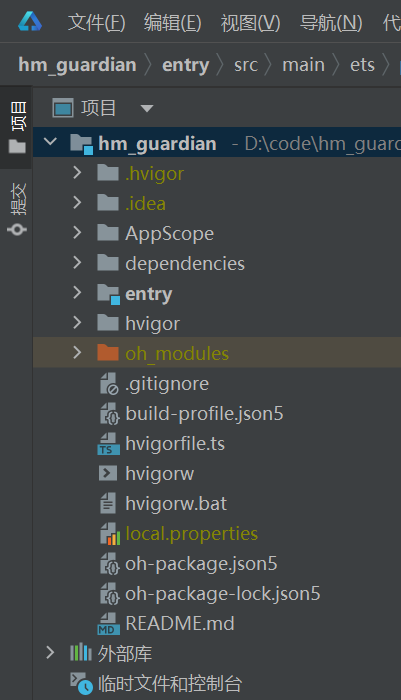 文件(F) 编辑(E) 视图(V) 导航(N) 代
hm_guardian entry src main ets
项目
项目
hm_guardian - D:\code\hm_guard
.hvigor
提交
.idea
AppScope
dependencies
entry
hvigor
oh_modules
.gitignore
build-profile.json5
hvigorfile.ts
hvigorw
hvigorw.bat
local.properties
oh-package.json5
oh-package-lock.json5
README.md
外部库
临时文件和控制台